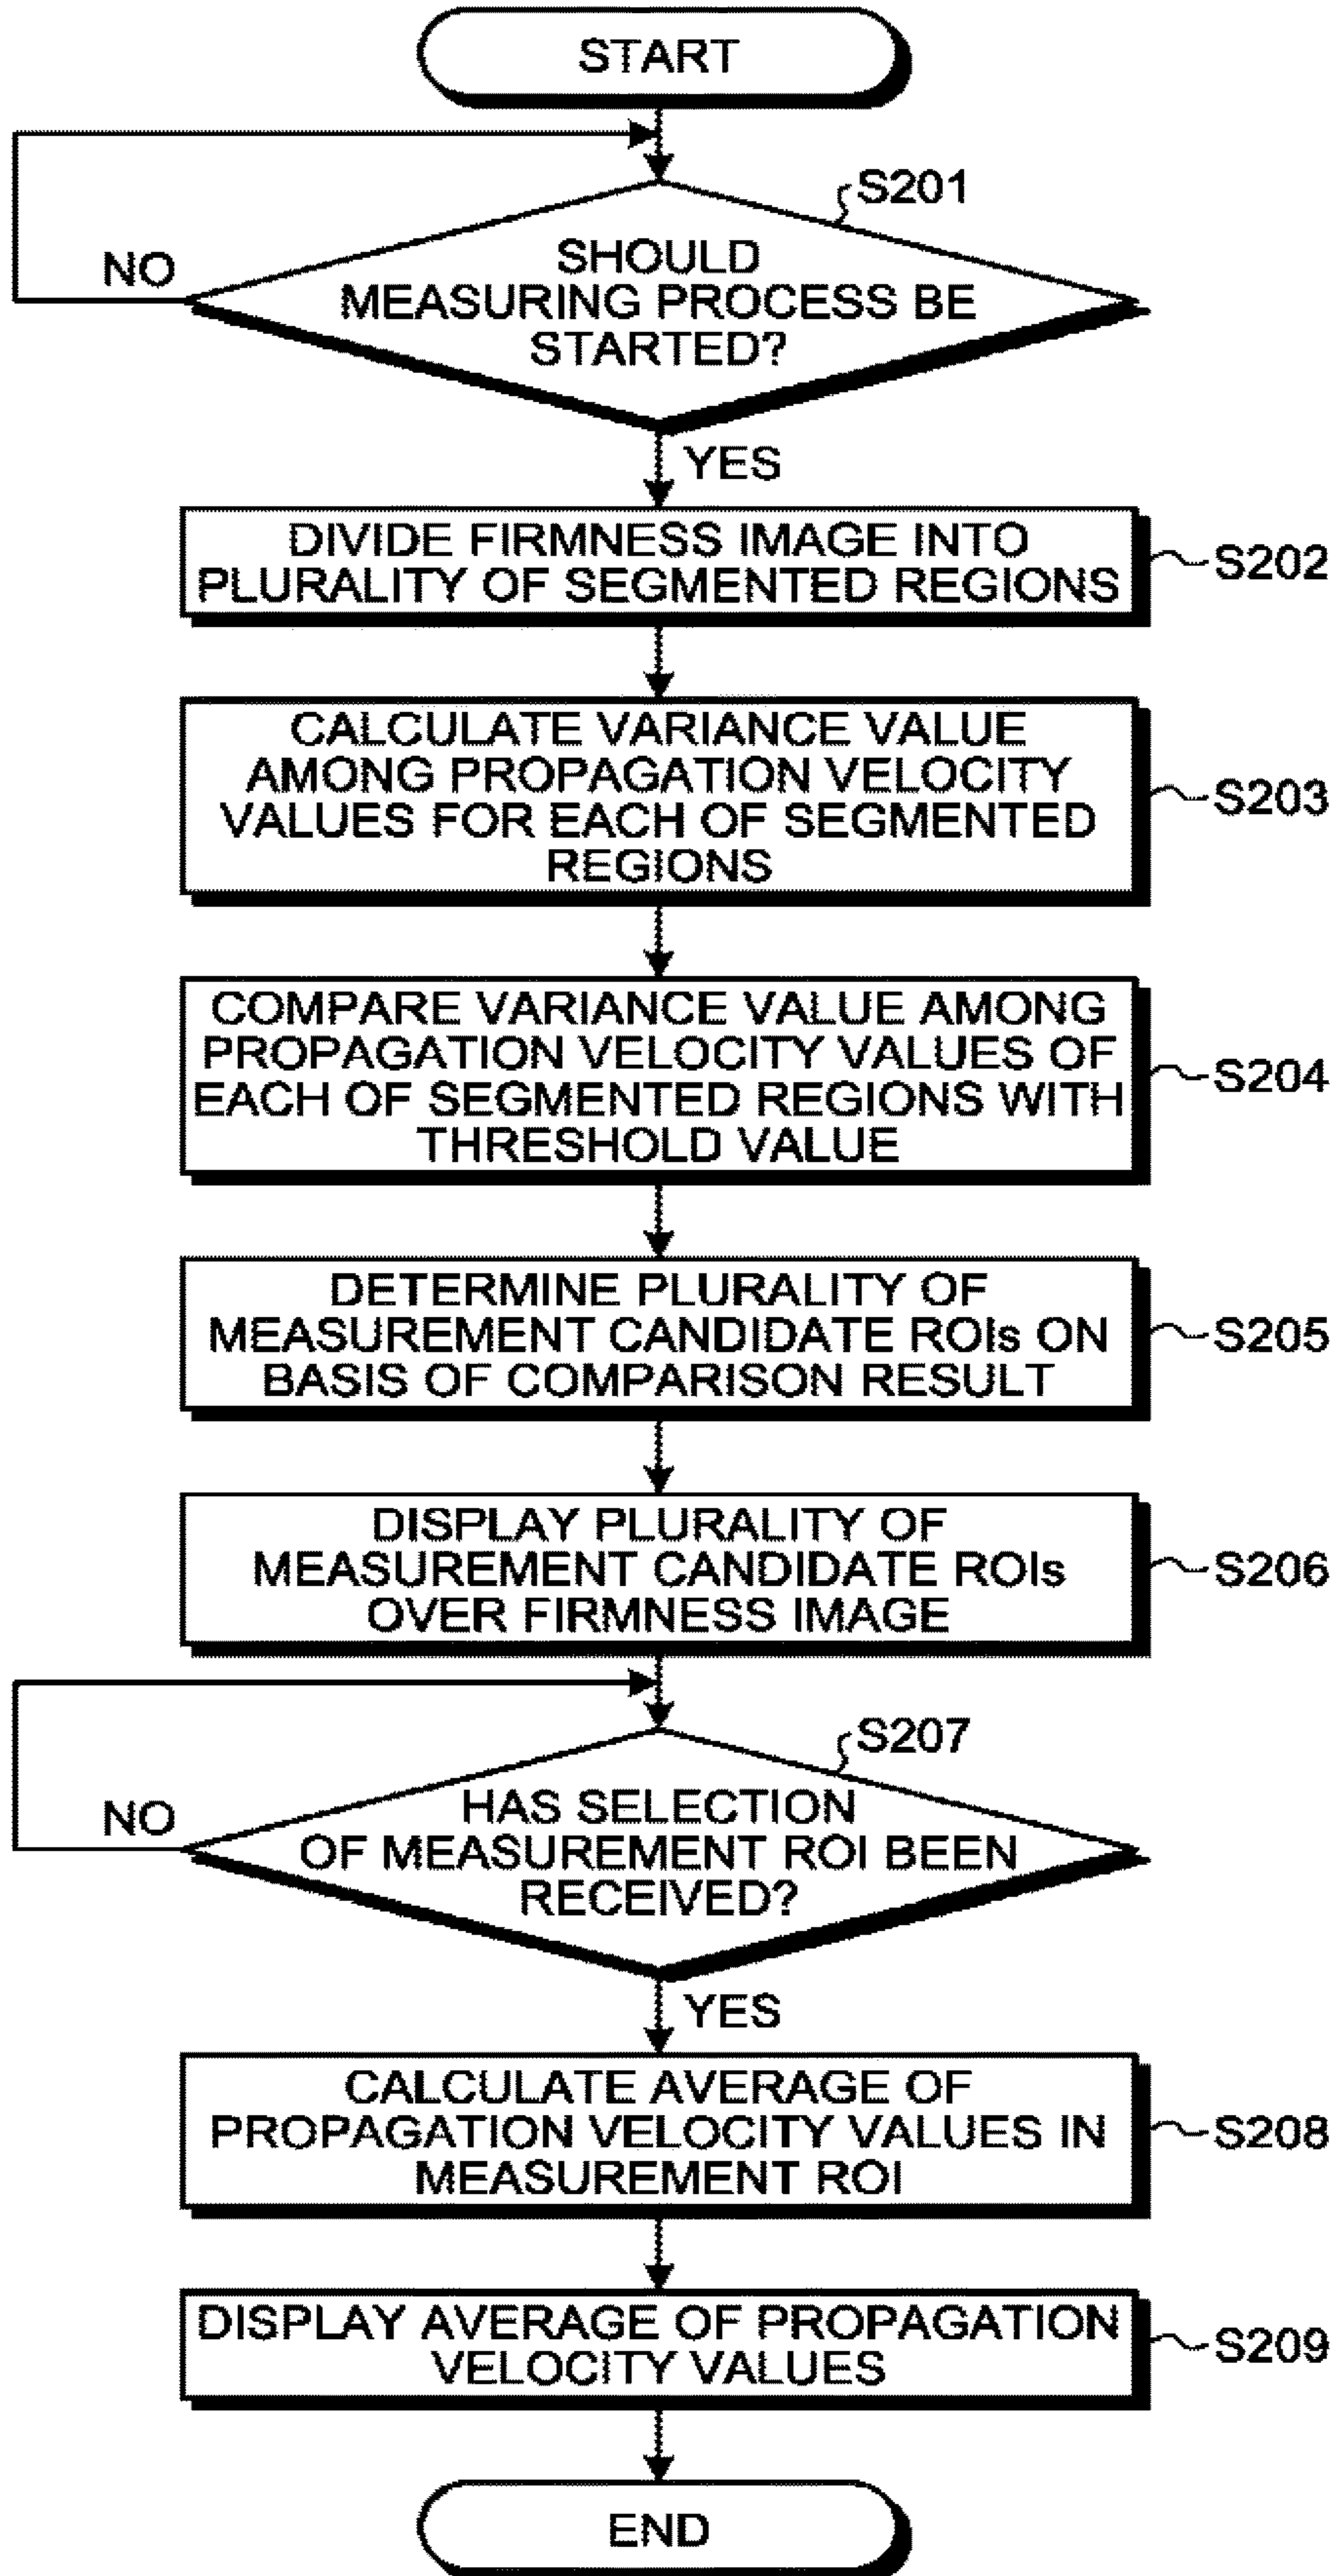 START
S201
SHOULD
MEASURING PROCESS BE
STARTED?
NO
YES
DIVIDE FIRMNESS IMAGE INTO
PLURALITY OF SEGMENTED REGIONS
S202
CALCULATE VARIANCE VALUE
AMONG PROPAGATION VELOCITY
VALUES FOR EACH OF SEGMENTED
REGIONS
S203
COMPARE VARIANCE VALUE AMONG
PROPAGATION VELOCITY VALUES OF
EACH OF SEGMENTED REGIONS WITH
THRESHOLD VALUE
S204
DETERMINE PLURALITY OF
MEASUREMENT CANDIDATE ROIs ON
BASIS OF COMPARISON RESULT
S205
DISPLAY PLURALITY OF
MEASUREMENT CANDIDATE ROIs
OVER FIRMNESS IMAGE
S206
S207
HAS SELECTION
OF MEASUREMENT ROI BEEN
RECEIVED?
NO
YES
CALCULATE AVERAGE OF
PROPAGATION VELOCITY VALUES IN
MEASUREMENT ROI
S208
DISPLAY AVERAGE OF PROPAGATION
VELOCITY VALUES
S209
END